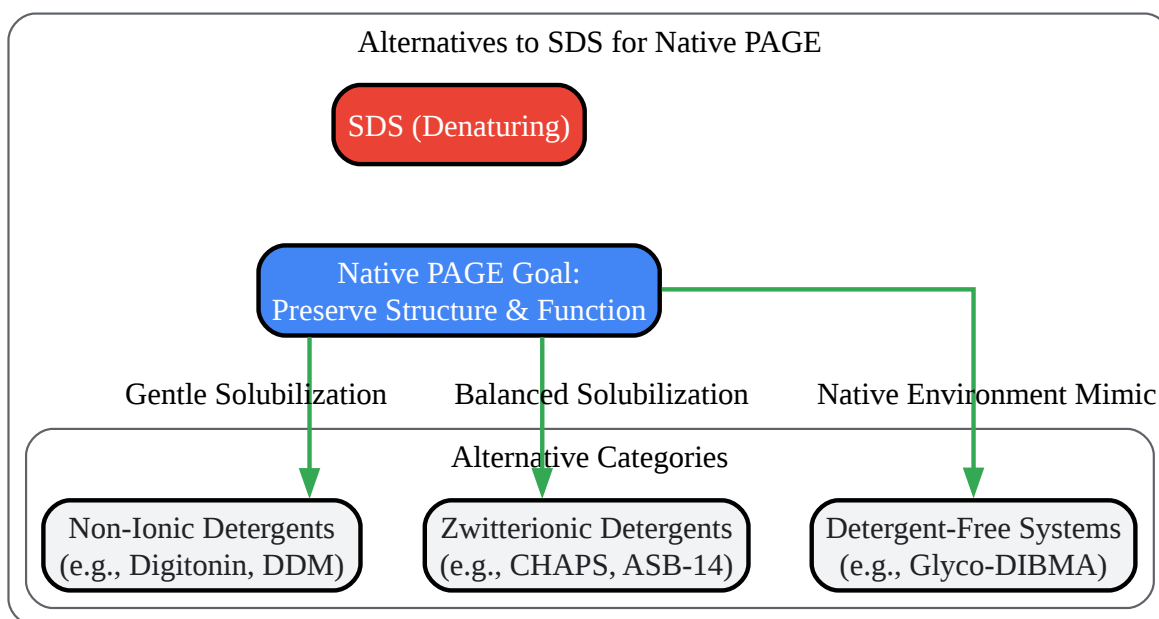 Alternatives to SDS for Native PAGE
SDS (Denaturing)
Native PAGE Goal:
Preserve Structure & Function
Gentle Solubilization
Balanced Solubilization
Native Environment Mimic
Alternative Categories
Non-Ionic Detergents
(e.g., Digitonin, DDM)
Zwitterionic Detergents
(e.g., CHAPS, ASB-14)
Detergent-Free Systems
(e.g., Glyco-DIBMA)